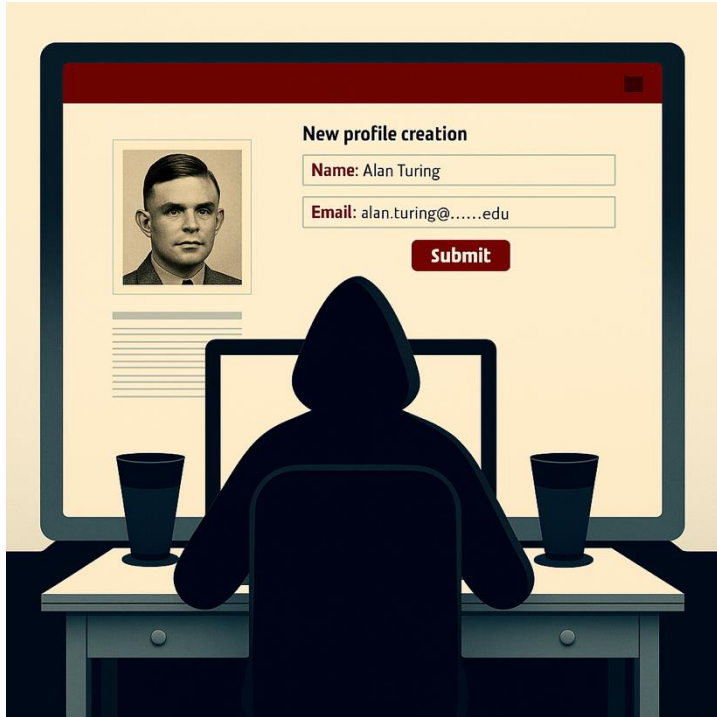 New profile creation
Name: Alan Turing
Email: alan.turing@......edu
Submit